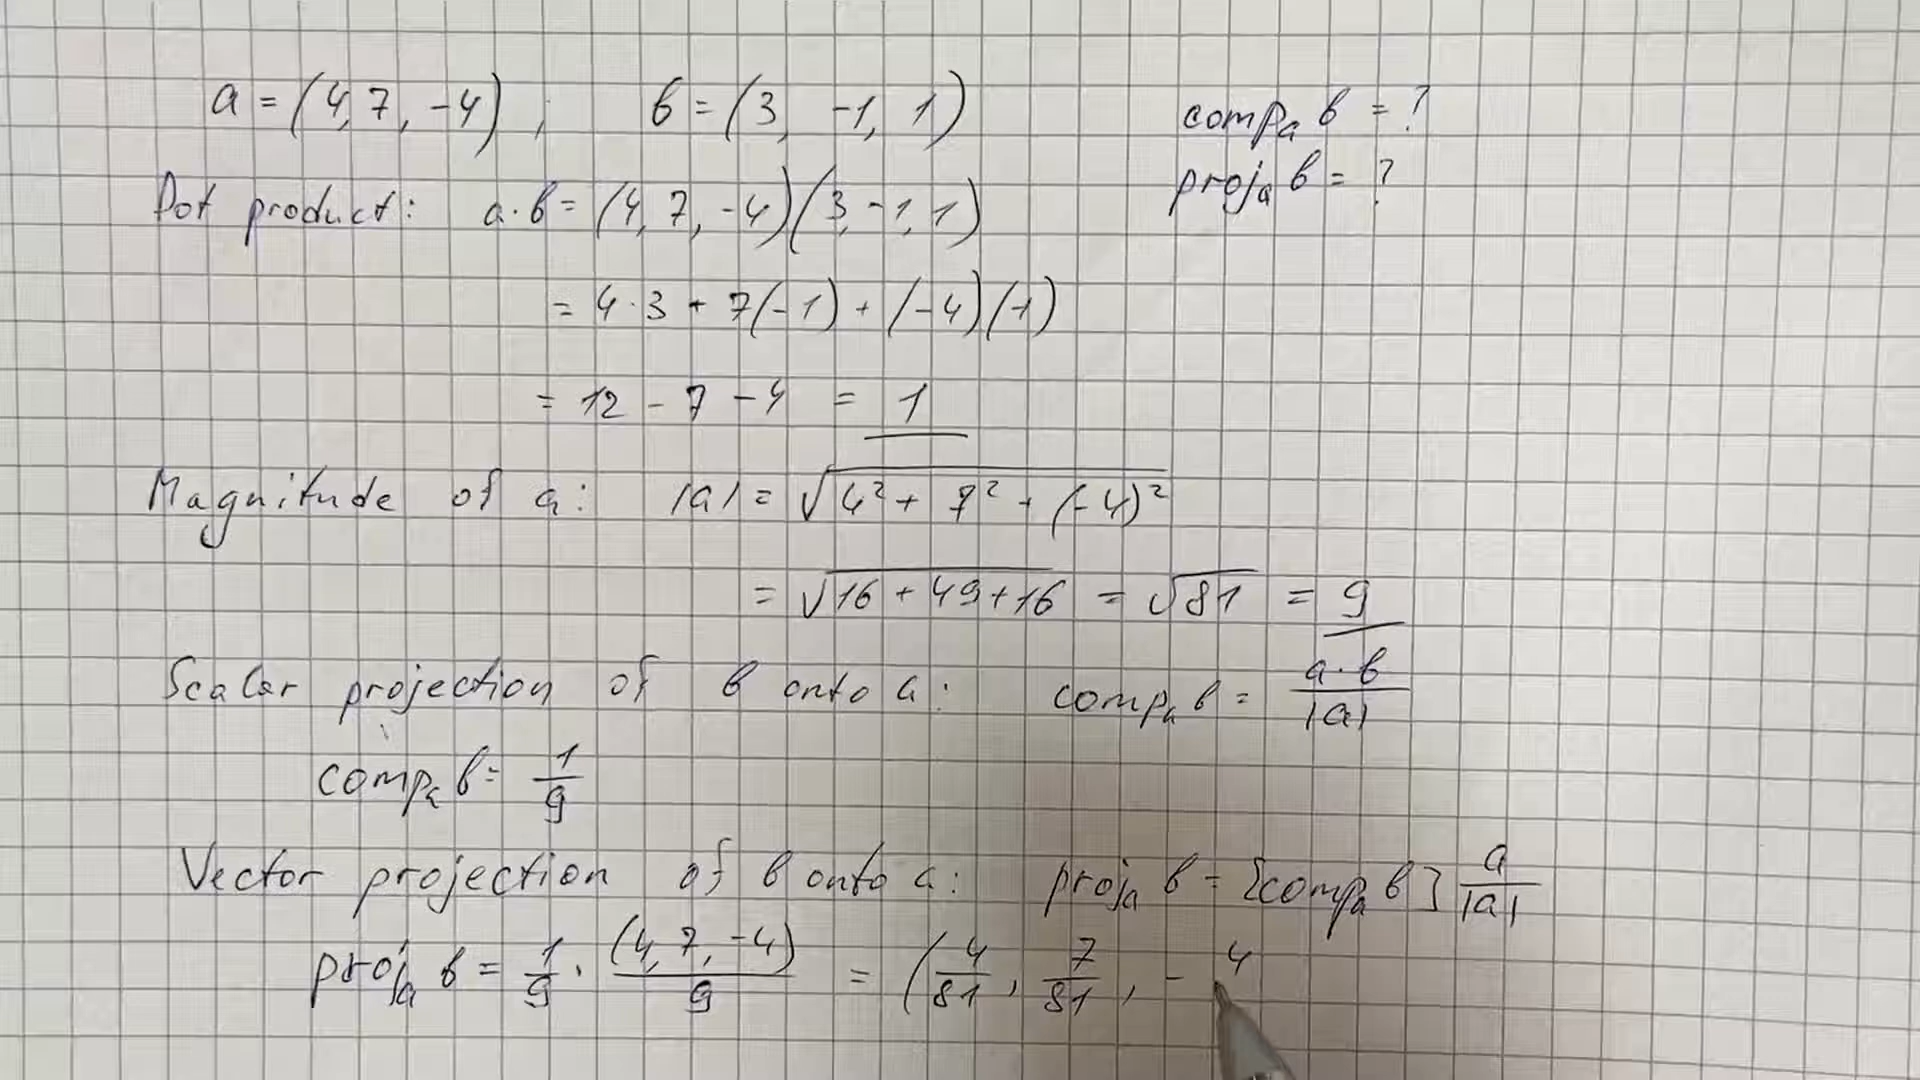 a = (4, 7, -4) ; b = (3, -1, 1) comp_a b = ?
proj_a b = ?
Dot product: a·b = (4, 7, -4)(3, -1, 1)
= 4·3 + 7(-1) + (-4)(1)
= 12 - 7 - 4 = 1
Magnitude of a: |a| = √(4² + 7² + (-4)²)
= √(16 + 49 + 16) = √81 = 9
Scalar projection of b onto a: comp_a b = a·b / |a|
comp_a b = 1/9
Vector projection of b onto a: proj_a b = [comp_a b] a/|a|
proj_a b = 1/9 · (4, 7, -4)/9 = (4/81, 7/81, - 4